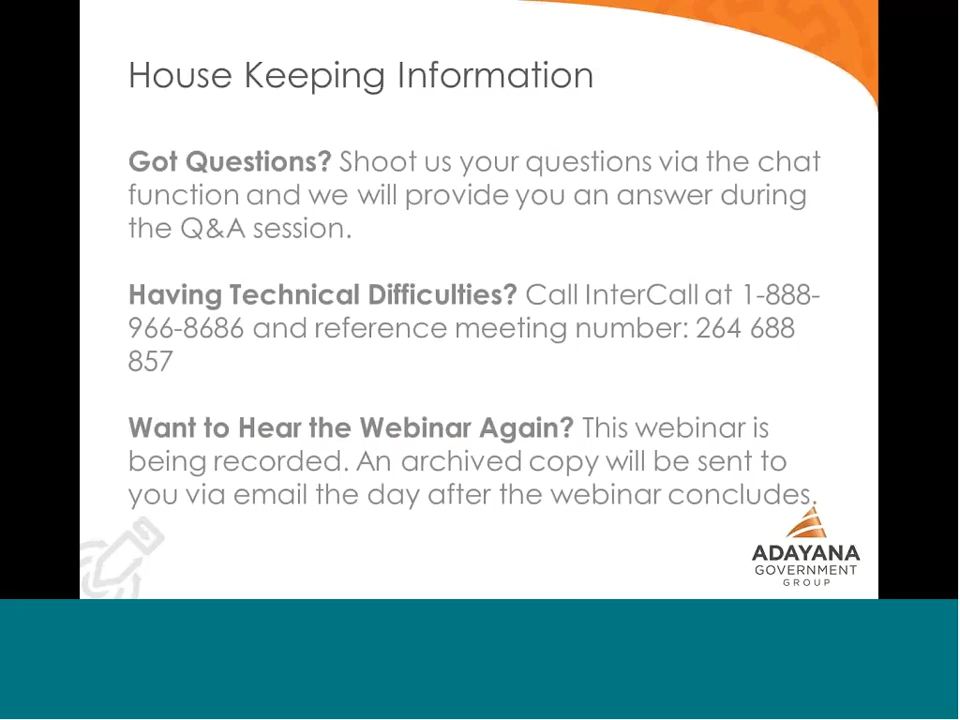 House Keeping Information
Got Questions? Shoot us your questions via the chat
function and we will provide you an answer during
the Q&A session.
Having Technical Difficulties? Call InterCall at 1-888-
966-8686 and reference meeting number: 264 688
857
Want to Hear the Webinar Again? This webinar is
being recorded. An archived copy will be sent to
you via email the day after the webinar concludes.
ADAYANA
GOVERNMENT
GROUP